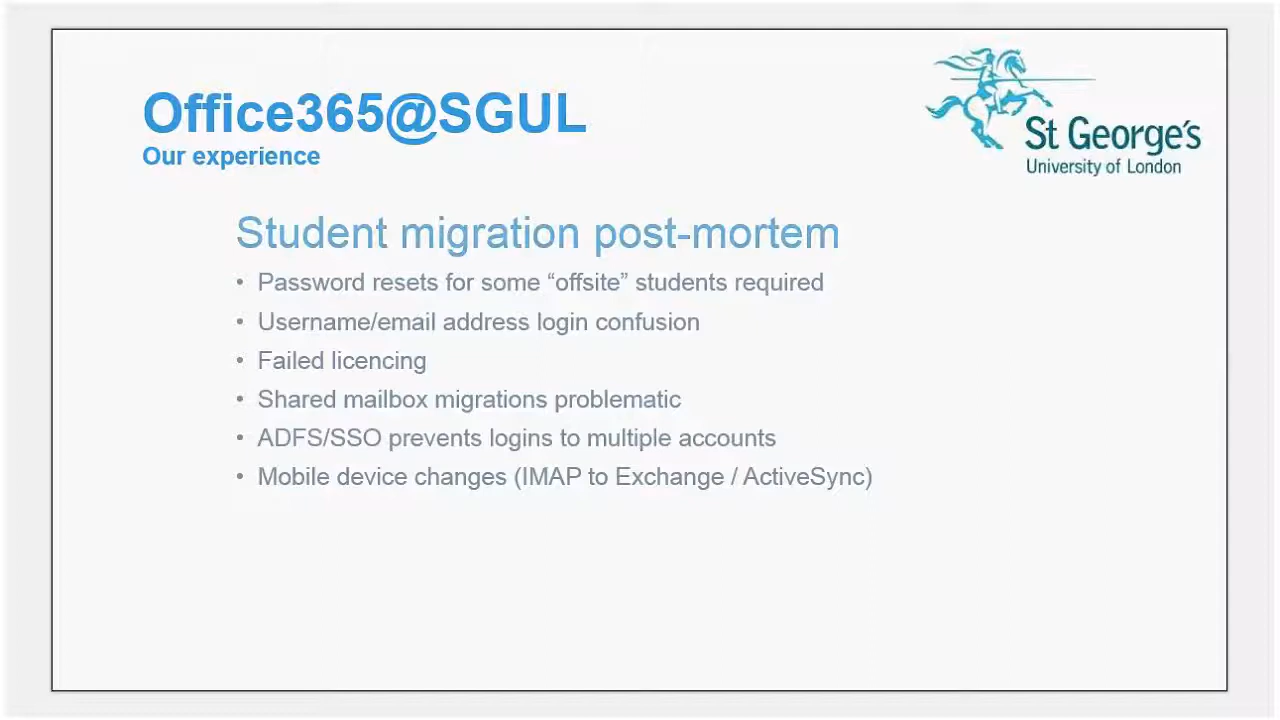 Office365@SGUL
Our experience
St George's
University of London
Student migration post-mortem
• Password resets for some “offsite” students required
• Username/email address login confusion
• Failed licencing
• Shared mailbox migrations problematic
• ADFS/SSO prevents logins to multiple accounts
• Mobile device changes (IMAP to Exchange / ActiveSync)